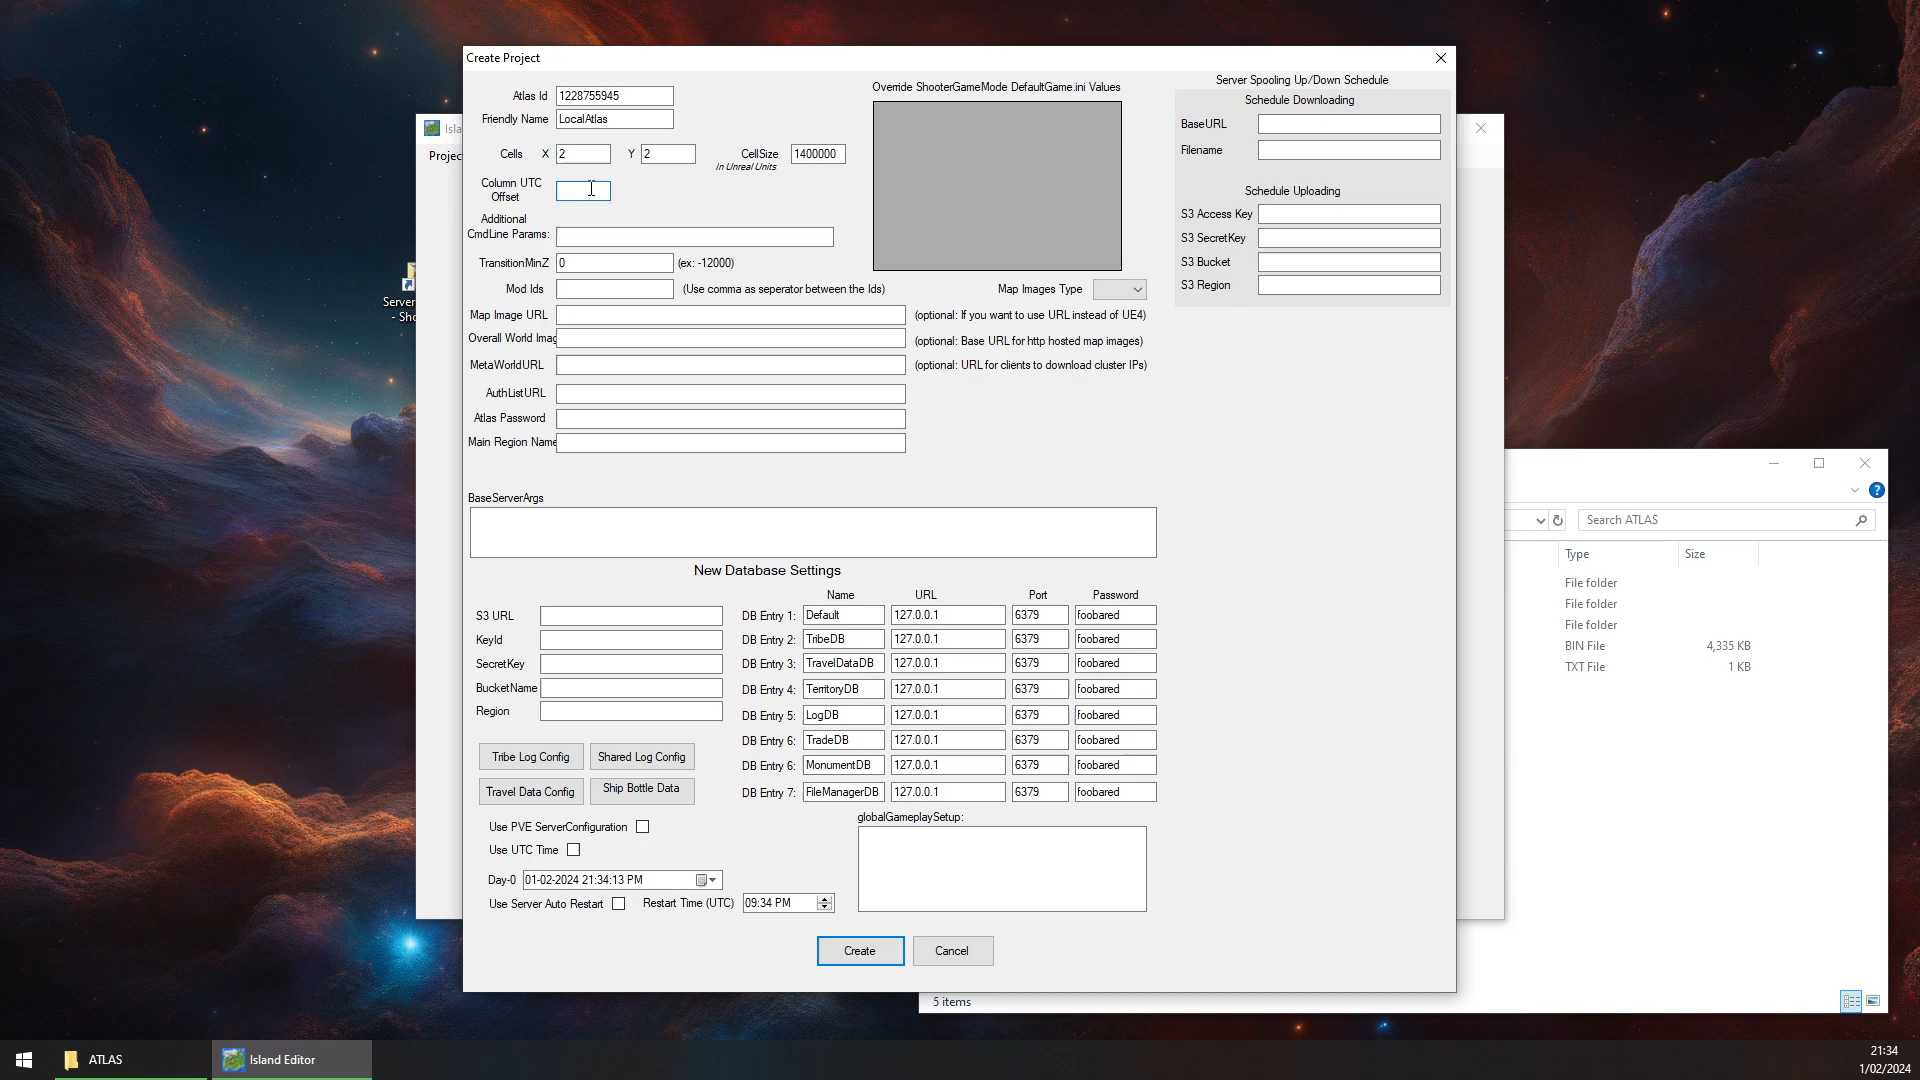 Create Project
Atlas Id 1228755945
Friendly Name LocalAtlas
Cells X 2 Y 2 CellSize 1400000
In Unreal Units
Column UTC Offset
Additional
CmdLine Params:
TransitionMinZ 0 (ex: -12000)
Mod Ids (Use comma as seperator between the Ids) Map Images Type
Map Image URL (optional: If you want to use URL instead of UE4)
Overall World Imag (optional: Base URL for http hosted map images)
MetaWorldURL (optional: URL for clients to download cluster IPs)
AuthListURL
Atlas Password
Main Region Name
Override ShooterGameMode DefaultGame.ini Values
Server Spooling Up/Down Schedule
Schedule Downloading
BaseURL
Filename
Schedule Uploading
S3 Access Key
S3 SecretKey
S3 Bucket
S3 Region
BaseServerArgs
New Database Settings
Name URL Port Password
S3 URL
KeyId
SecretKey
BucketName
Region
DB Entry 1: Default 127.0.0.1 6379 foobared
DB Entry 2: TribeDB 127.0.0.1 6379 foobared
DB Entry 3: TravelDataDB 127.0.0.1 6379 foobared
DB Entry 4: TerritoryDB 127.0.0.1 6379 foobared
DB Entry 5: LogDB 127.0.0.1 6379 foobared
DB Entry 6: TradeDB 127.0.0.1 6379 foobared
DB Entry 6: MonumentDB 127.0.0.1 6379 foobared
DB Entry 7: FileManagerDB 127.0.0.1 6379 foobared
Tribe Log Config Shared Log Config
Travel Data Config Ship Bottle Data
Use PVE ServerConfiguration
Use UTC Time
Day-0 01-02-2024 21:34:13 PM
Use Server Auto Restart Restart Time (UTC) 09:34 PM
globalGameplaySetup:
Create Cancel
Isla
Projec
Server
- Sho
Search ATLAS
Type Size
File folder
File folder
File folder
BIN File 4,335 KB
TXT File 1 KB
5 items
ATLAS
Island Editor
21:34
1/02/2024